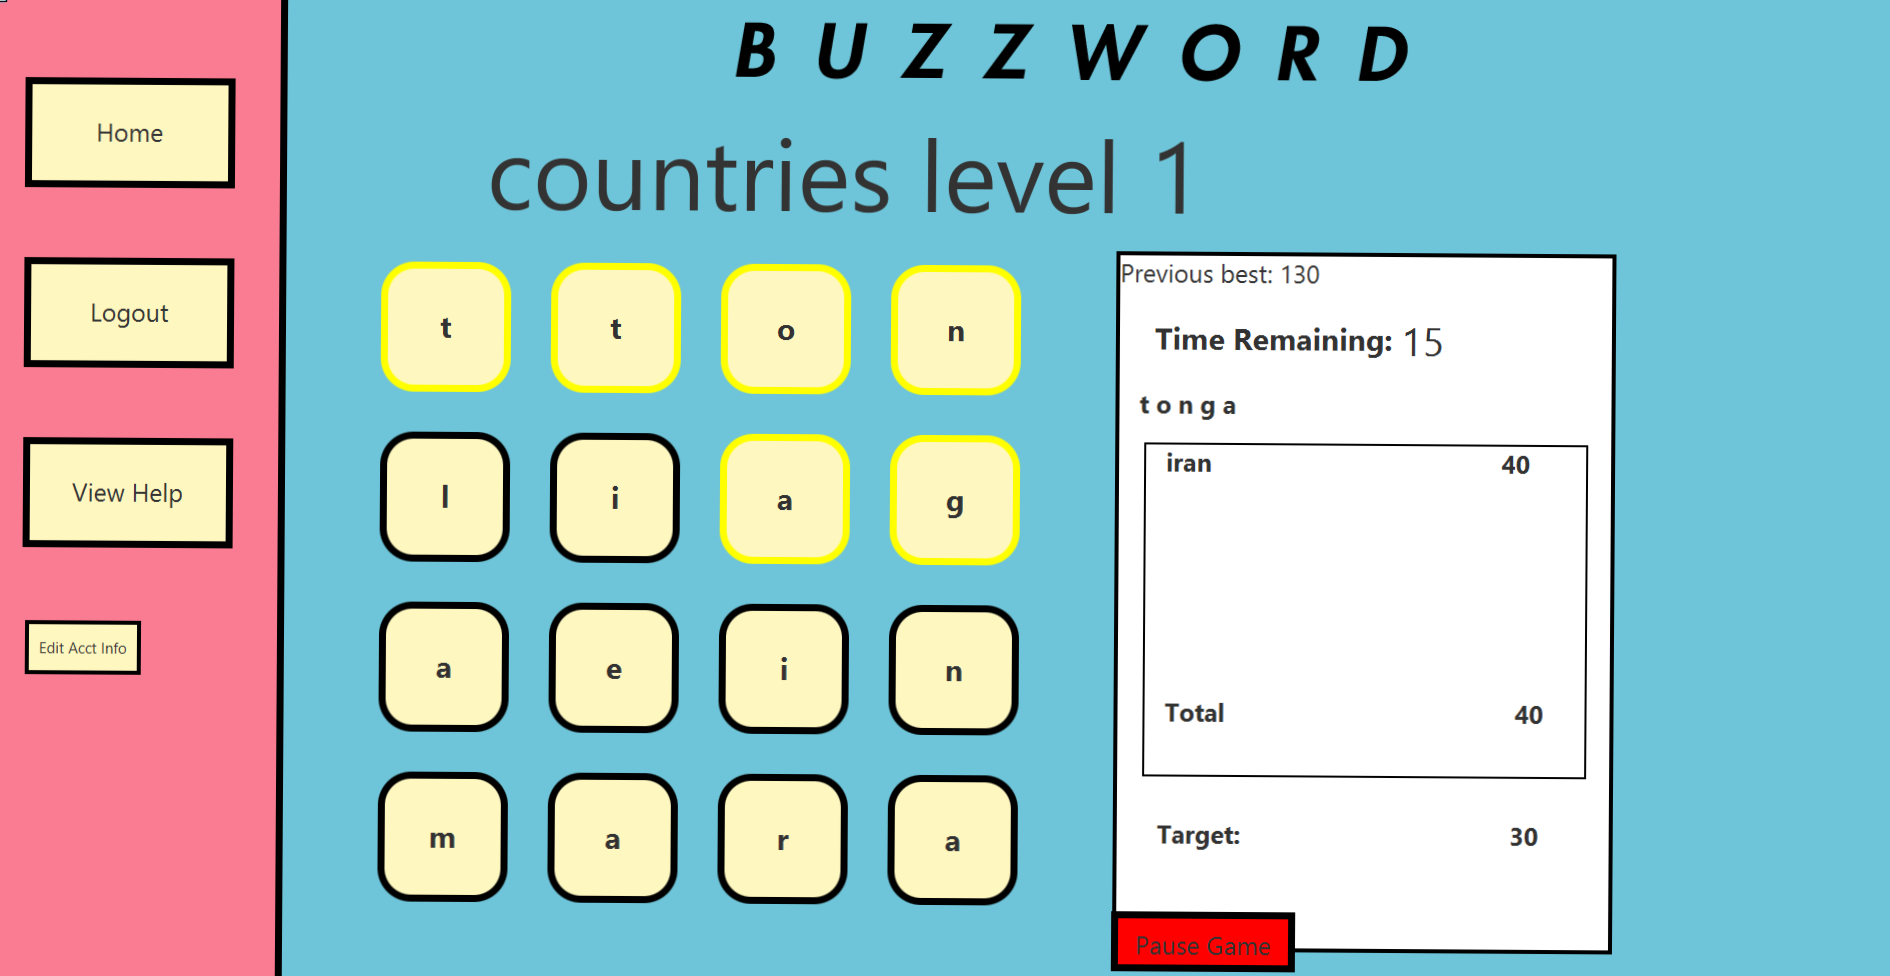 BUZZWORD
countries level 1
Home
Logout
View Help
Edit Acct Info
t t o n
l i a g
a e i n
m a r a
Previous best: 130
Time Remaining: 15
t o n g a
iran 40
Total 40
Target: 30
Pause Game